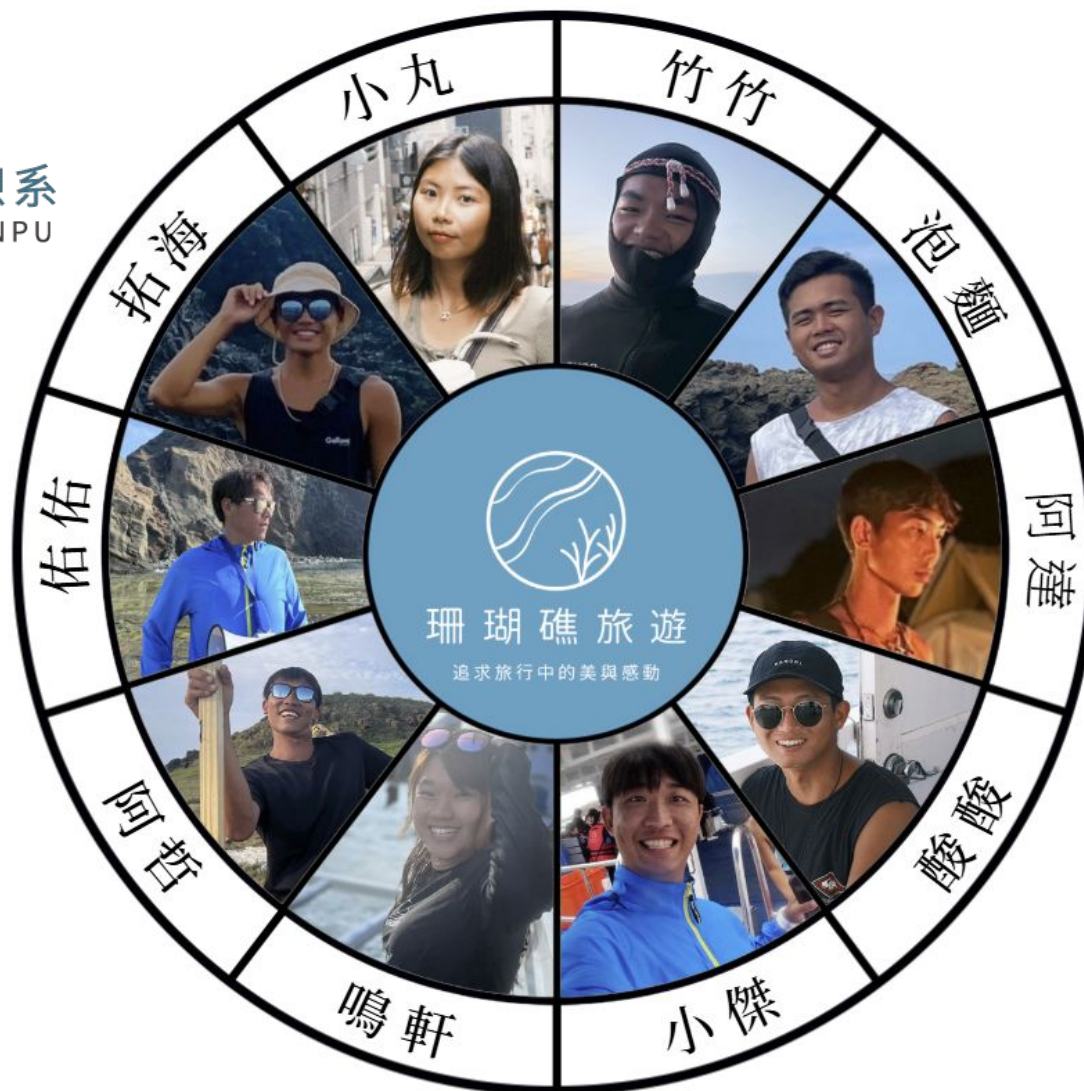 系
NPU
小丸
竹竹
泡麵
阿達
酸酸
小傑
鳴軒
阿哲
佑佑
拓海
珊瑚礁旅遊
追求旅行中的美與感動